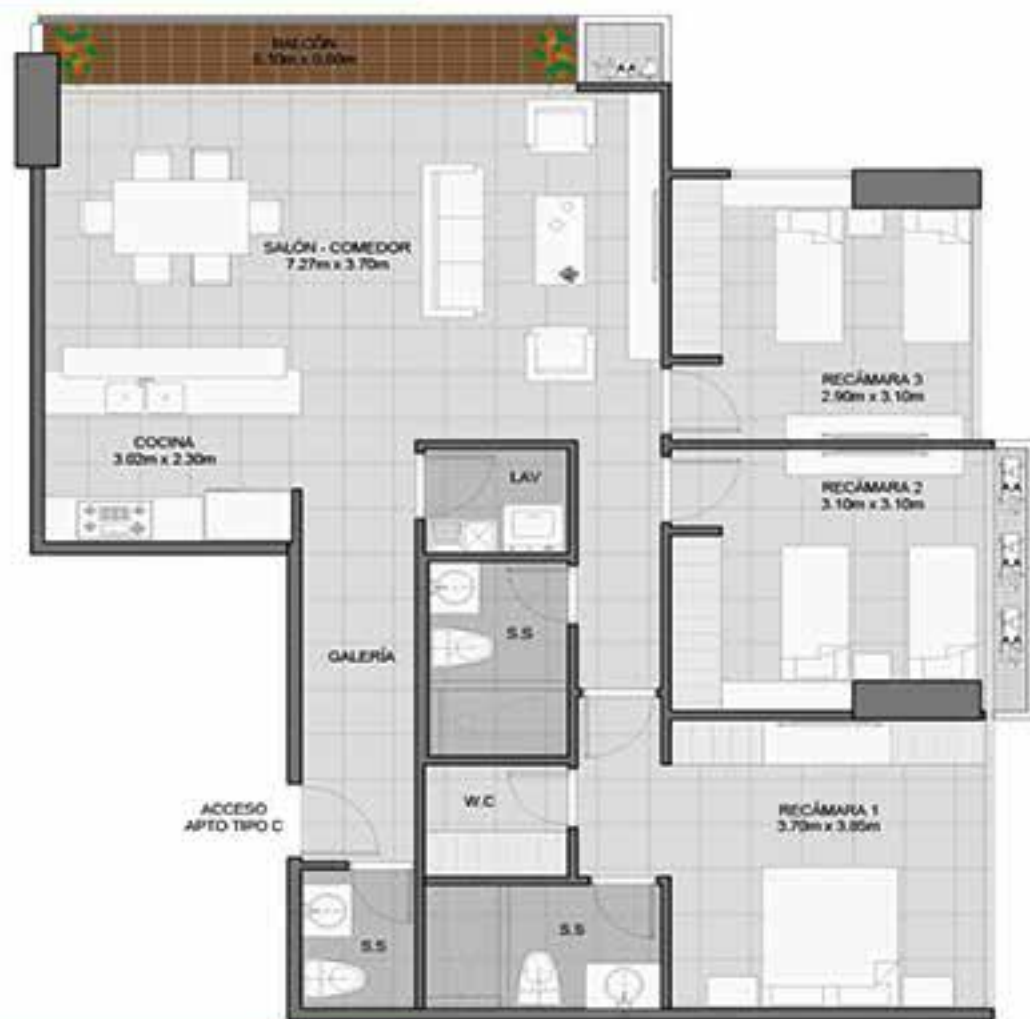 BALCÓN
A.A
SALÓN - COMEDOR
7.27m x 3.70m
RECÁMARA 3
2.90m x 3.10m
COCINA
3.02m x 2.30m
LAV
RECÁMARA 2
3.10m x 3.10m
A.A
A.A
A.A
S.S
GALERÍA
W.C
ACCESO
APTO TIPO C
RECÁMARA 1
3.70m x 3.85m
S.S
S.S